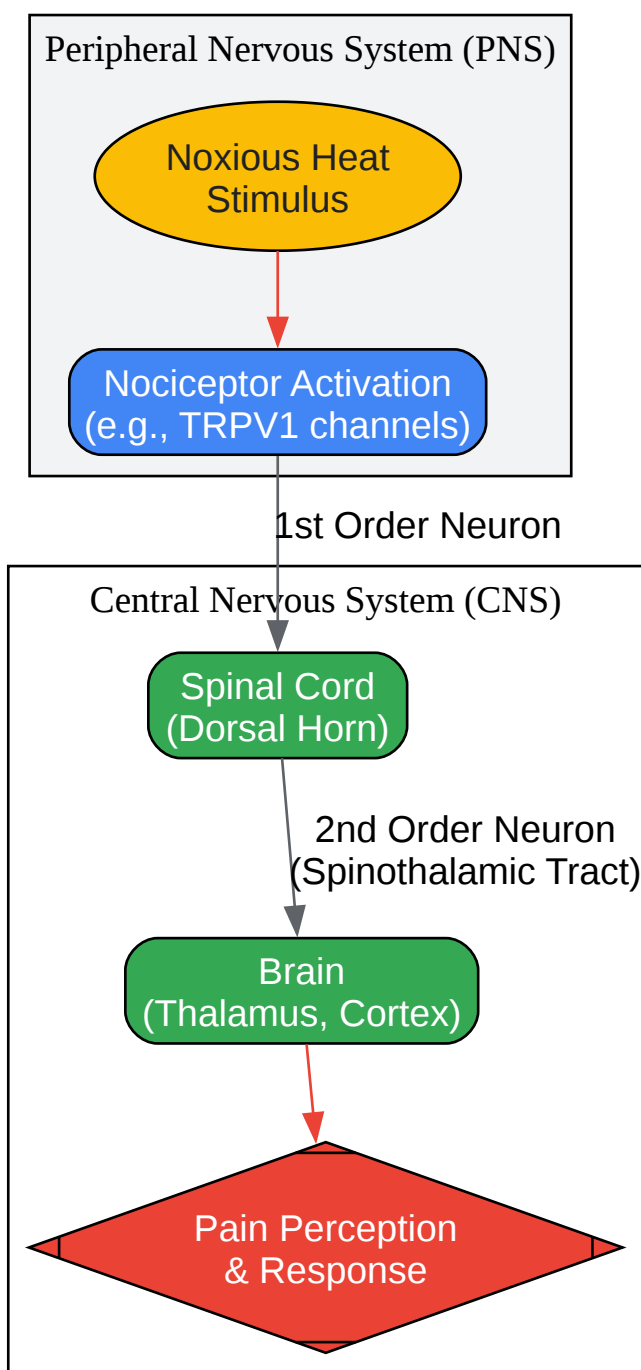 Peripheral Nervous System (PNS)
Noxious Heat
Stimulus
Nociceptor Activation
(e.g., TRPV1 channels)
1st Order Neuron
Central Nervous System (CNS)
Spinal Cord
(Dorsal Horn)
2nd Order Neuron
(Spinothalamic Tract)
Brain
(Thalamus, Cortex)
Pain Perception
& Response